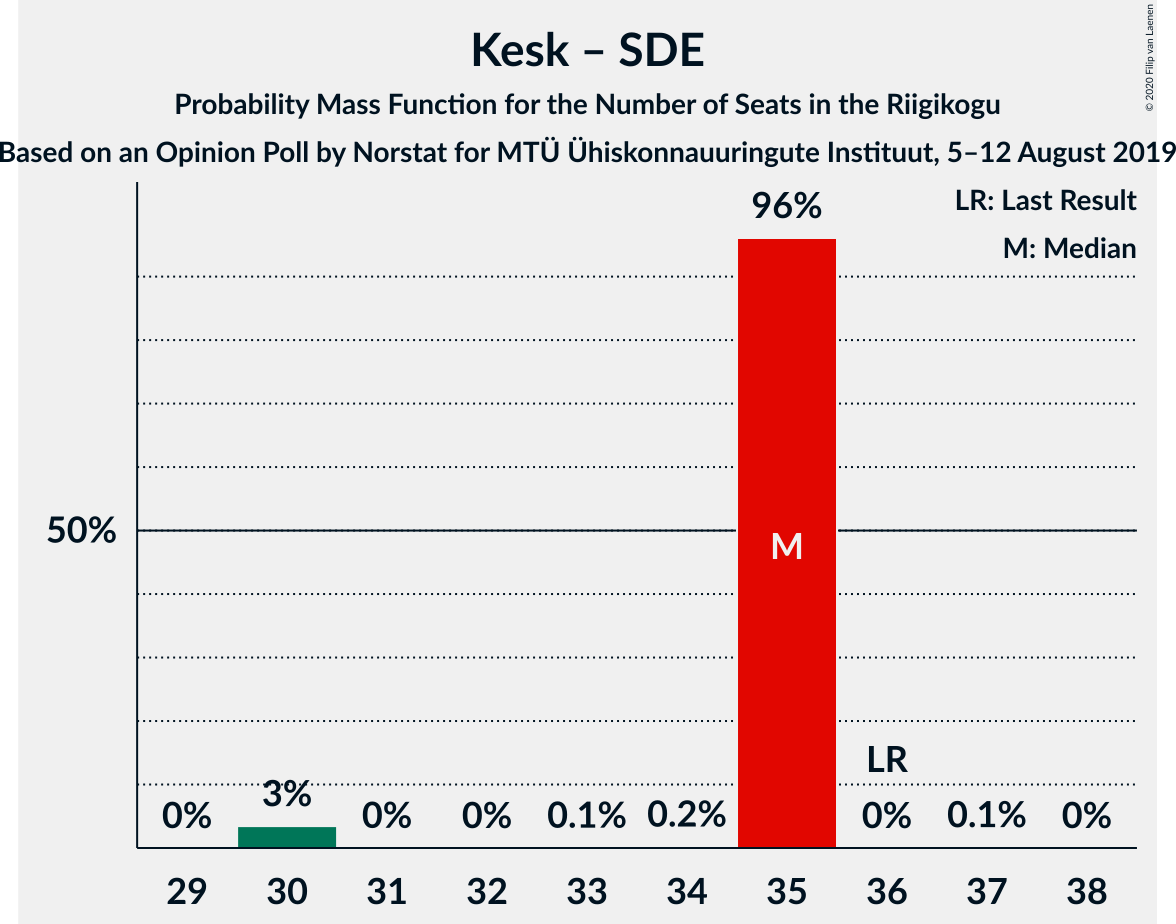 Kesk – SDE
Probability Mass Function for the Number of Seats in the Riigikogu
Based on an Opinion Poll by Norstat for MTÜ Ühiskonnauuringute Instituut, 5–12 August 2019
© 2020 Filip van Laenen
LR: Last Result
M: Median
96%
50%
M
LR
0% 3% 0% 0% 0.1% 0.2% 0% 0.1% 0%
29 30 31 32 33 34 35 36 37 38